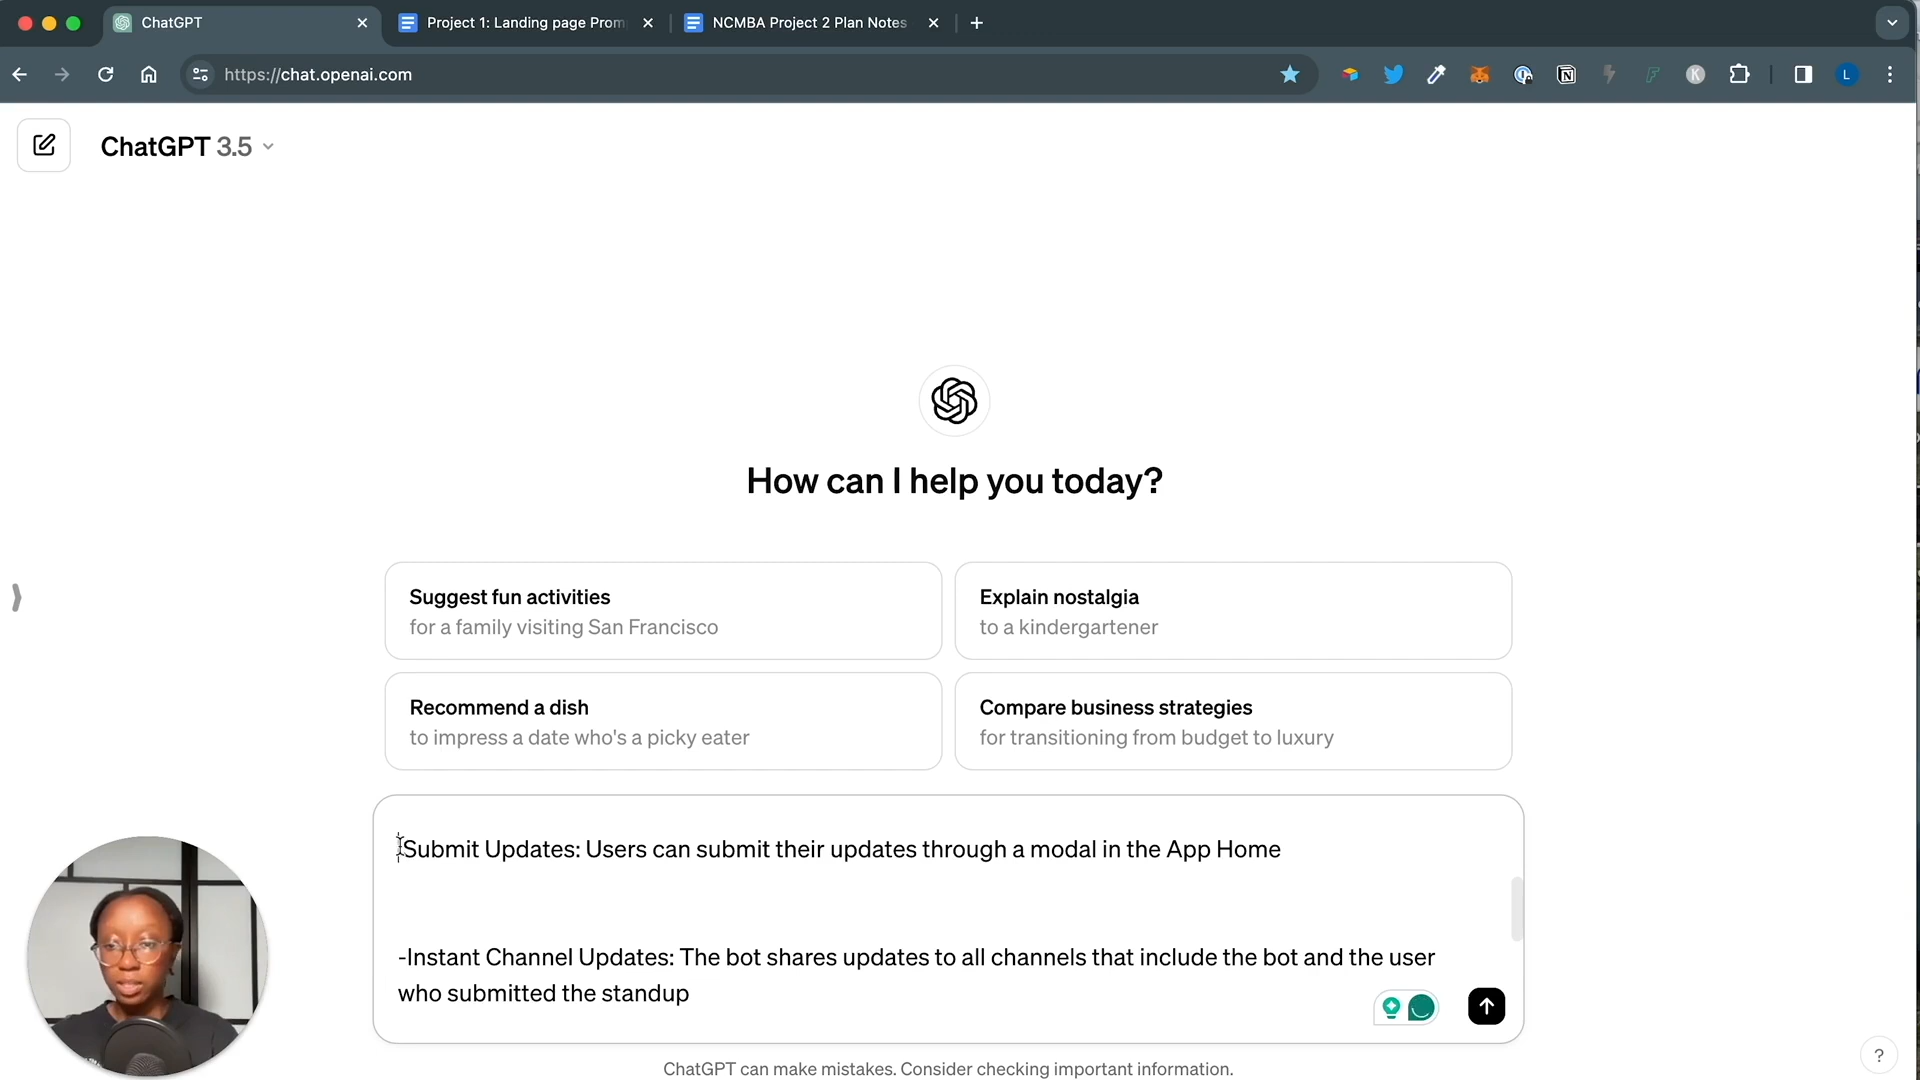 ChatGPT
Project 1: Landing page Prom
NCMBA Project 2 Plan Notes
https://chat.openai.com
L
ChatGPT 3.5
How can I help you today?
Suggest fun activities
for a family visiting San Francisco
Explain nostalgia
to a kindergartener
Recommend a dish
to impress a date who's a picky eater
Compare business strategies
for transitioning from budget to luxury
Submit Updates: Users can submit their updates through a modal in the App Home
-Instant Channel Updates: The bot shares updates to all channels that include the bot and the user
who submitted the standup
ChatGPT can make mistakes. Consider checking important information.
?